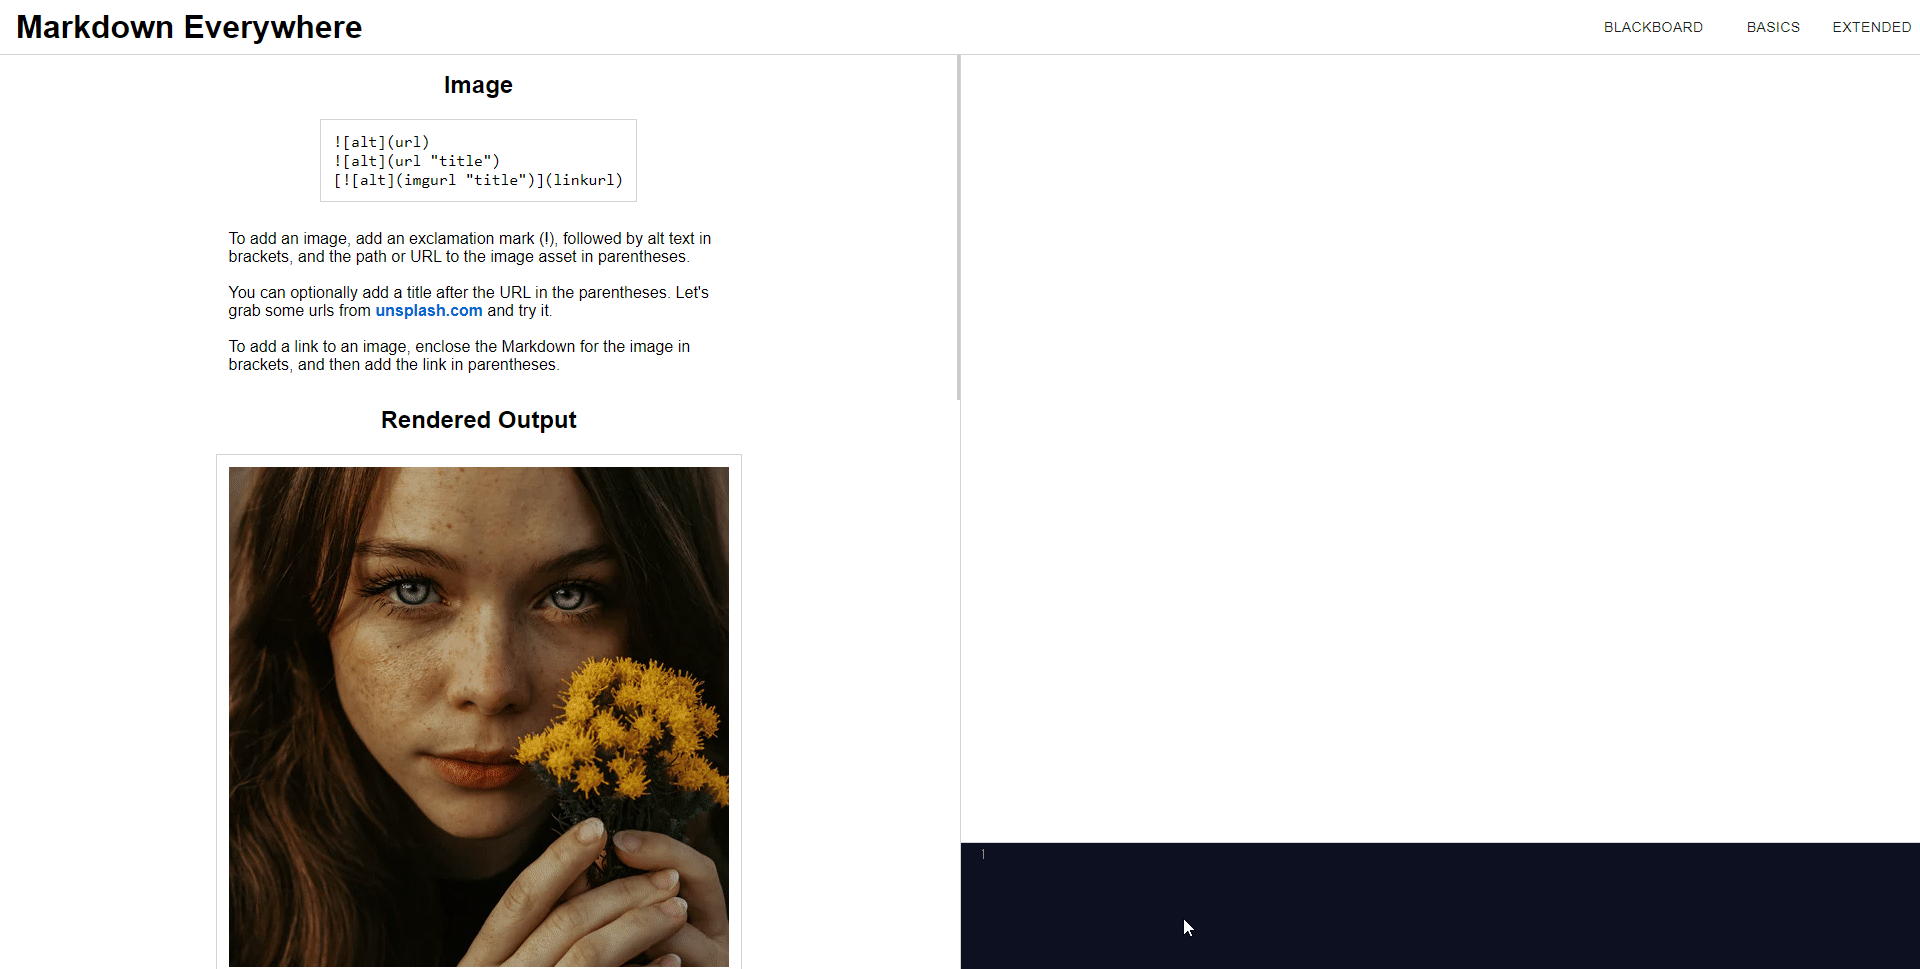 Markdown Everywhere
BLACKBOARD BASICS EXTENDED
Image
![alt](url)
![alt](url "title")
[![alt](imgurl "title")](linkurl)
To add an image, add an exclamation mark (!), followed by alt text in
brackets, and the path or URL to the image asset in parentheses.
You can optionally add a title after the URL in the parentheses. Let's
grab some urls from unsplash.com and try it.
To add a link to an image, enclose the Markdown for the image in
brackets, and then add the link in parentheses.
Rendered Output
1